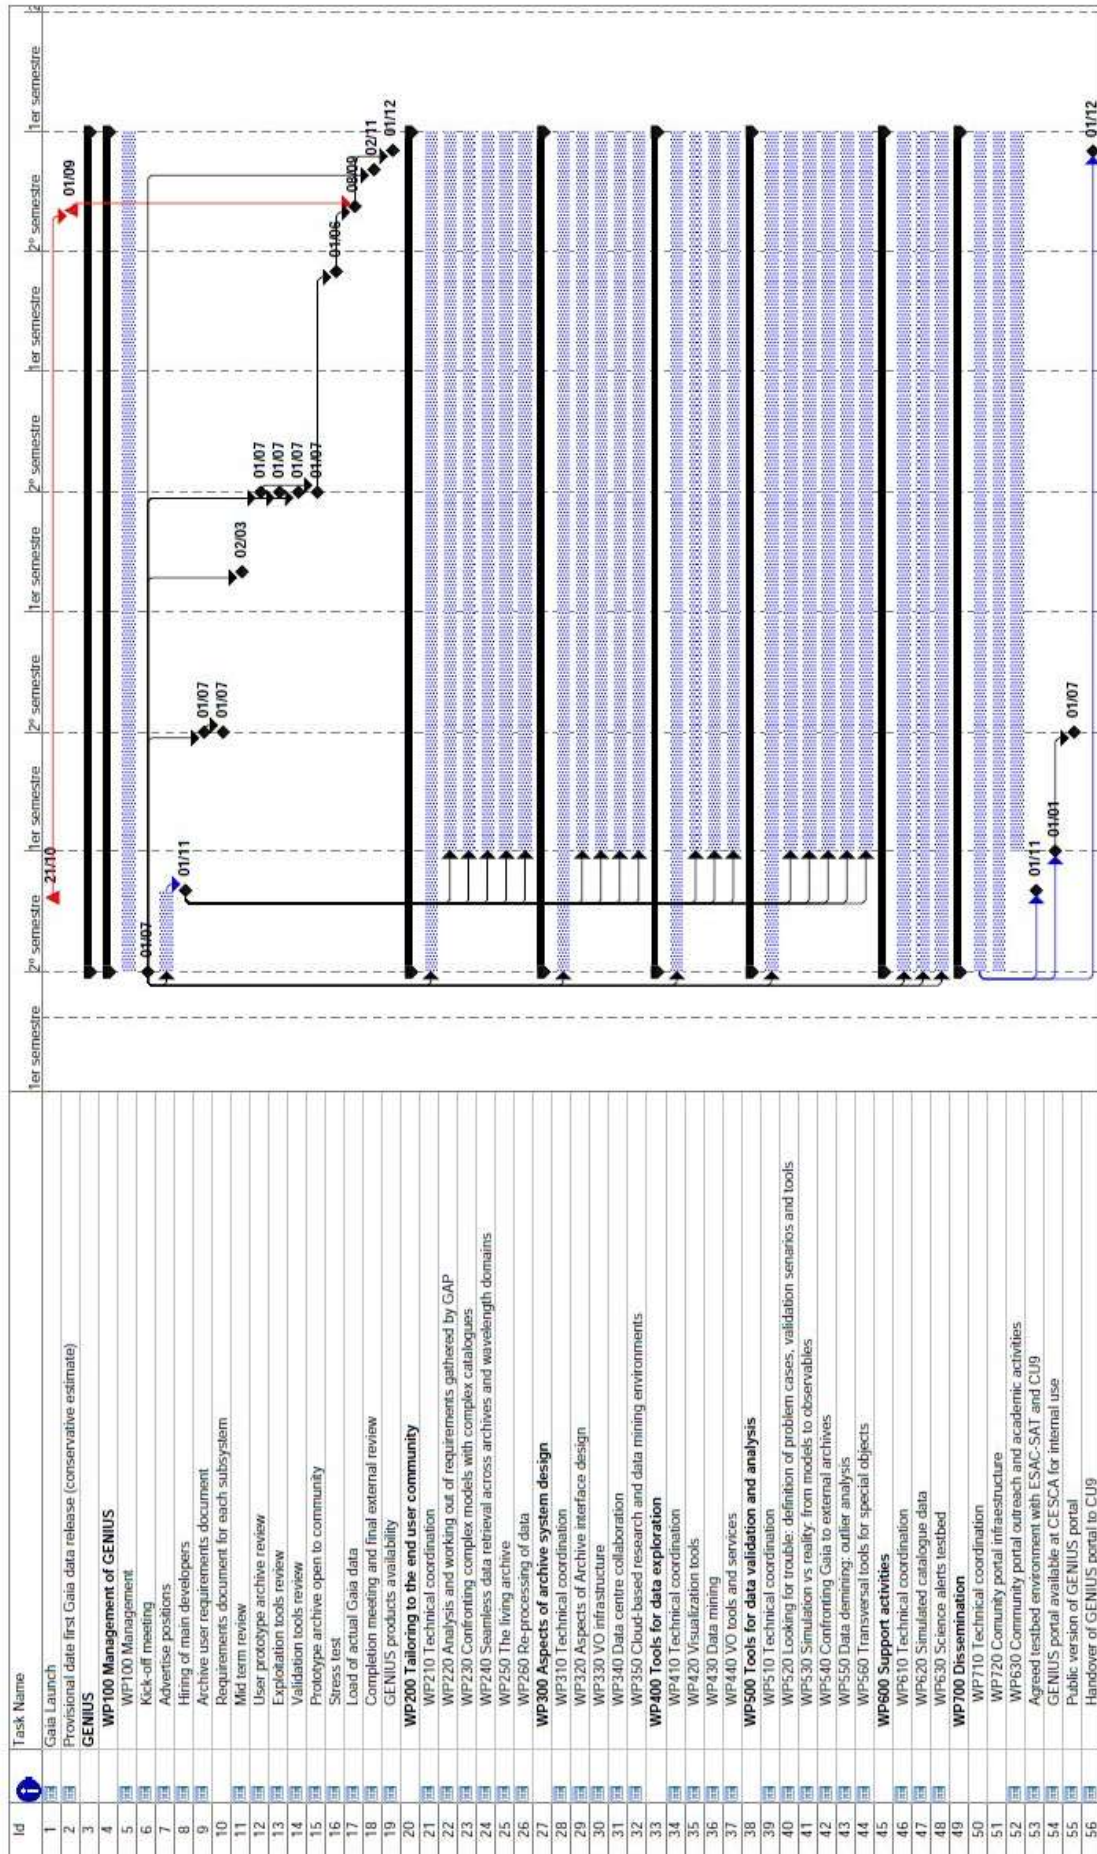 Id Task Name 1er semestre 2º semestre 1er semestre 2º semestre 1er semestre 2º semestre 1er semestre 2º semestre 1er semestre
1 Gaia Launch 21/10
2 Provisional date first Gaia data release (conservative estimate) 01/09
3 GENIUS
4 WP100 Management of GENIUS
5 WP100 Management
6 Kick-off meeting 01/07
7 Advertise positions
8 Hiring of main developers 01/11
9 Archive user requirements document 01/07
10 Requirements document for each subsystem 01/07
11 Mid term review 02/03
12 User prototype archive review 01/07
13 Exploitation tools review 01/07
14 Validation tools review 01/07
15 Prototype archive open to community 01/07
16 Stress test 01/06
17 Load of actual Gaia data 08/09
18 Completion meeting and final external review 02/11
19 GENIUS products availability 01/12
20 WP200 Tailoring to the end user community
21 WP210 Technical coordination
22 WP220 Analysis and working out of requirements gathered by GAP
23 WP230 Confronting complex models with complex catalogues
24 WP240 Seamless data retrieval across archives and wavelength domains
25 WP250 The living archive
26 WP260 Re-processing of data
27 WP300 Aspects of archive system design
28 WP310 Technical coordination
29 WP320 Aspects of Archive interface design
30 WP330 VO infrastructure
31 WP340 Data centre collaboration
32 WP350 Cloud-based research and data mining environments
33 WP400 Tools for data exploration
34 WP410 Technical coordination
35 WP420 Visualization tools
36 WP430 Data mining
37 WP440 VO tools and services
38 WP500 Tools for data validation and analysis
39 WP510 Technical coordination
40 WP520 Looking for trouble: definition of problem cases, validation senarios and tools
41 WP530 Simulation vs reality: from models to observables
42 WP540 Confronting Gaia to external archives
43 WP550 Data demining: outlier analysis
44 WP560 Transversal tools for special objects
45 WP600 Support activities
46 WP610 Technical coordination
47 WP620 Simulated catalogue data
48 WP630 Science alerts testbed
49 WP700 Dissemination
50 WP710 Technical coordination
51 WP720 Community portal infraestructure
52 WP630 Community portal outreach and academic activities
53 Agreed testbed environment with ESAC-SAT and CU9 01/11
54 GENIUS portal available at CESCA for internal use 01/01
55 Public version of GENIUS portal 01/07
56 Handover of GENIUS portal to CU9 01/12